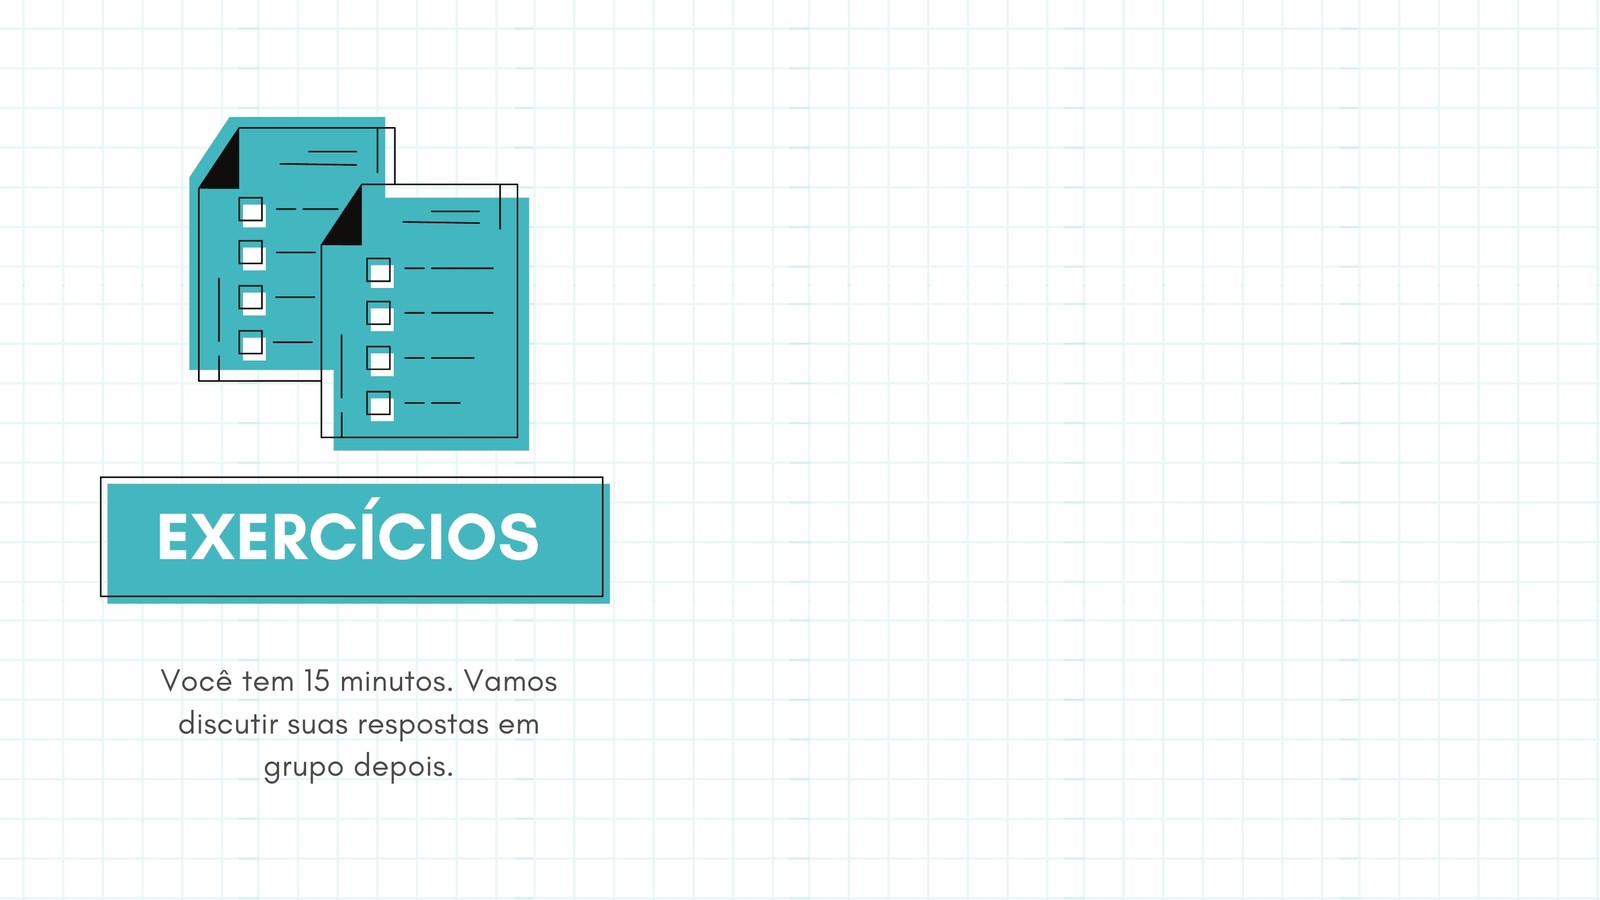 EXERCÍCIOS
Você tem 15 minutos. Vamos
discutir suas respostas em
grupo depois.